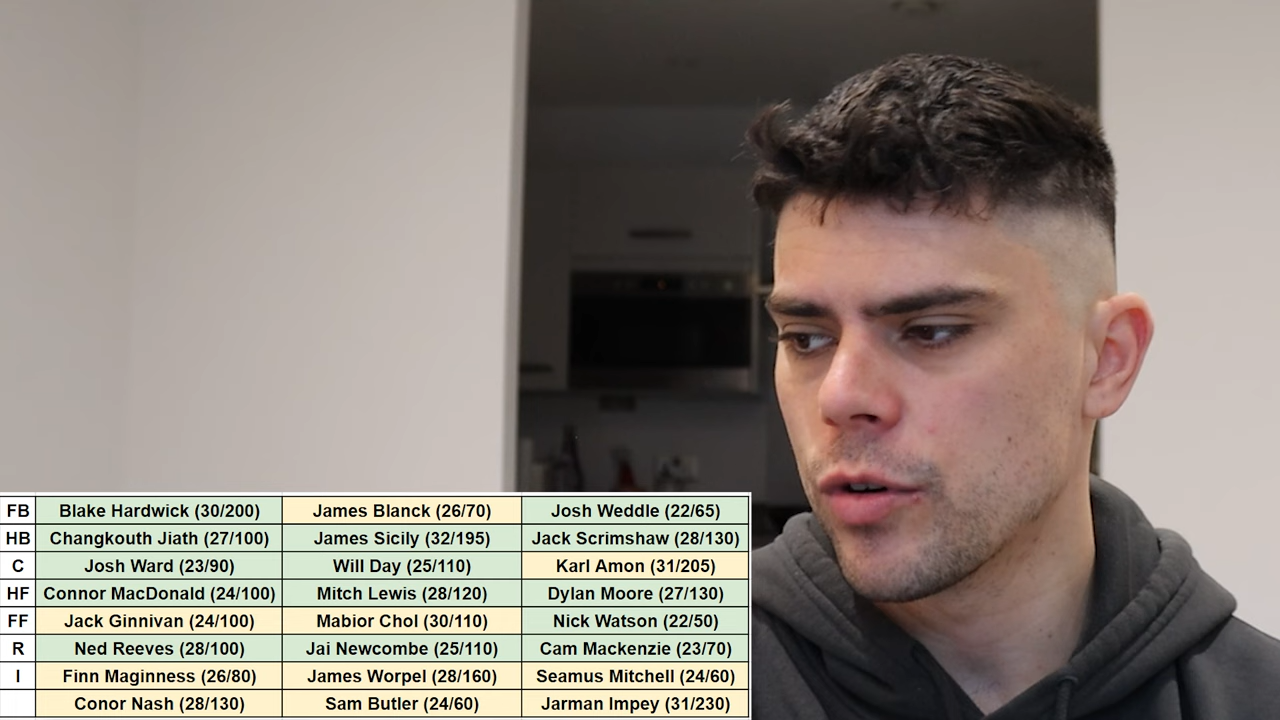 FB Blake Hardwick (30/200) James Blanck (26/70) Josh Weddle (22/65)
HB Changkouth Jiath (27/100) James Sicily (32/195) Jack Scrimshaw (28/130)
C Josh Ward (23/90) Will Day (25/110) Karl Amon (31/205)
HF Connor MacDonald (24/100) Mitch Lewis (28/120) Dylan Moore (27/130)
FF Jack Ginnivan (24/100) Mabior Chol (30/110) Nick Watson (22/50)
R Ned Reeves (28/100) Jai Newcombe (25/110) Cam Mackenzie (23/70)
I Finn Maginness (26/80) James Worpel (28/160) Seamus Mitchell (24/60)
Conor Nash (28/130) Sam Butler (24/60) Jarman Impey (31/230)